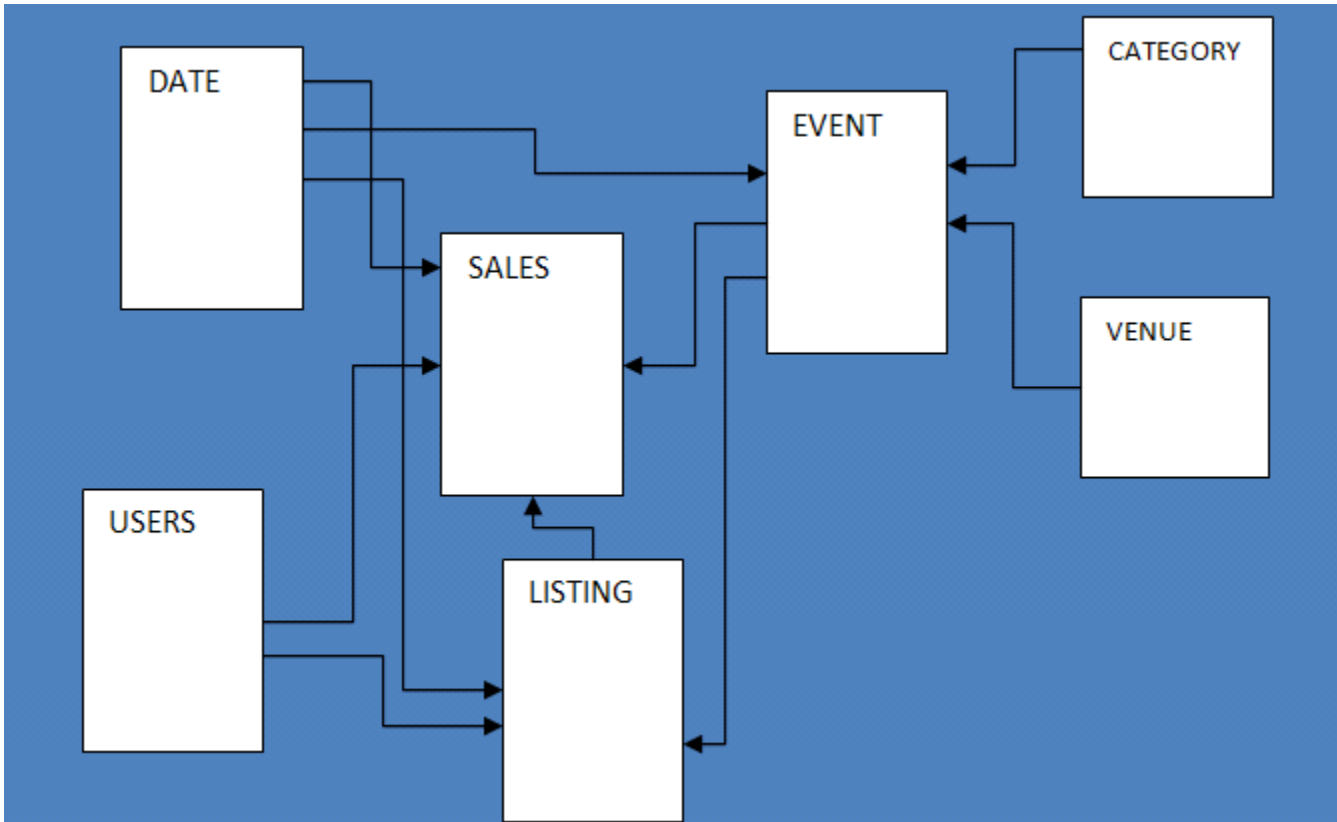 DATE
CATEGORY
EVENT
SALES
VENUE
USERS
LISTING